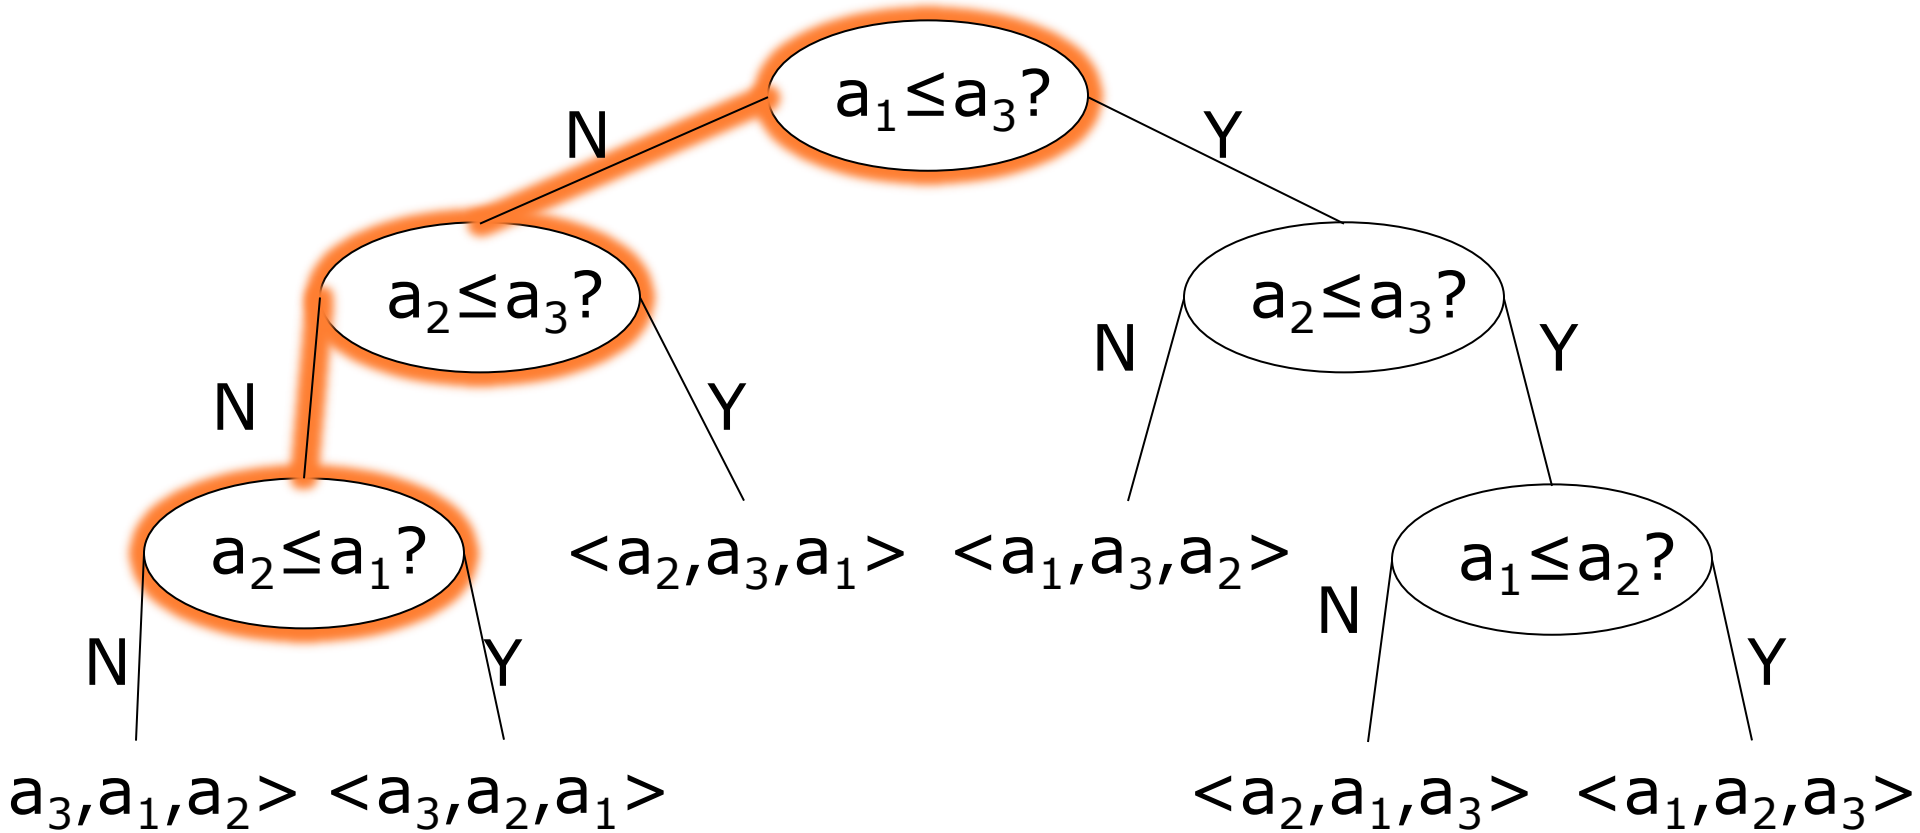 a₁≤a₃?
N
Y
a₂≤a₃?
a₂≤a₃?
N
Y
N
Y
a₂≤a₁?
<a₂,a₃,a₁>
<a₁,a₃,a₂>
a₁≤a₂?
N
Y
N
Y
a₃,a₁,a₂>
<a₃,a₂,a₁>
<a₂,a₁,a₃>
<a₁,a₂,a₃>